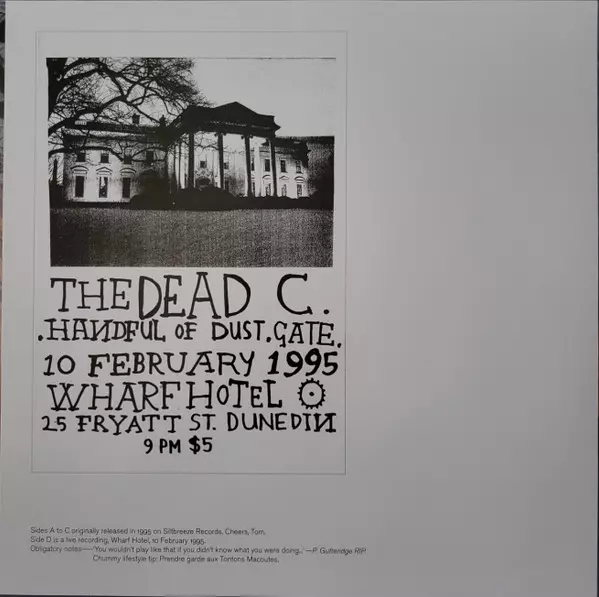 THE DEAD C.
. HANDFUL OF DUST. GATE.
10 FEBRUARY 1995
WHARF HOTEL
25 FRYATT ST. DUNEDIN
9 PM $5
Sides A to C originally released in 1995 on Siltbreeze Records. Cheers, Tom.
Side D is a live recording, Wharf Hotel, 10 February 1995.
Obligatory notes—'You wouldn't play like that if you didn't know what you were doing...' —P. Gutteridge RIP.
Chummy lifestyle tip: Prendre garde aux Tontons Macoutes.